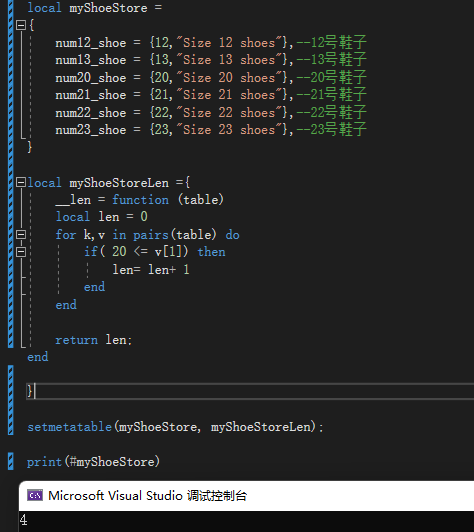 local myShoeStore =
{
num12_shoe = {12,"Size 12 shoes"},--12号鞋子
num13_shoe = {13,"Size 13 shoes"},--13号鞋子
num20_shoe = {20,"Size 20 shoes"},--20号鞋子
num21_shoe = {21,"Size 21 shoes"},--21号鞋子
num22_shoe = {22,"Size 22 shoes"},--22号鞋子
num23_shoe = {23,"Size 23 shoes"},--23号鞋子
}
local myShoeStoreLen ={
__len = function (table)
local len = 0
for k,v in pairs(table) do
if( 20 <= v[1]) then
len= len+ 1
end
end
return len;
end
}
setmetatable(myShoeStore, myShoeStoreLen);
print(#myShoeStore)
Microsoft Visual Studio 调试控制台
4